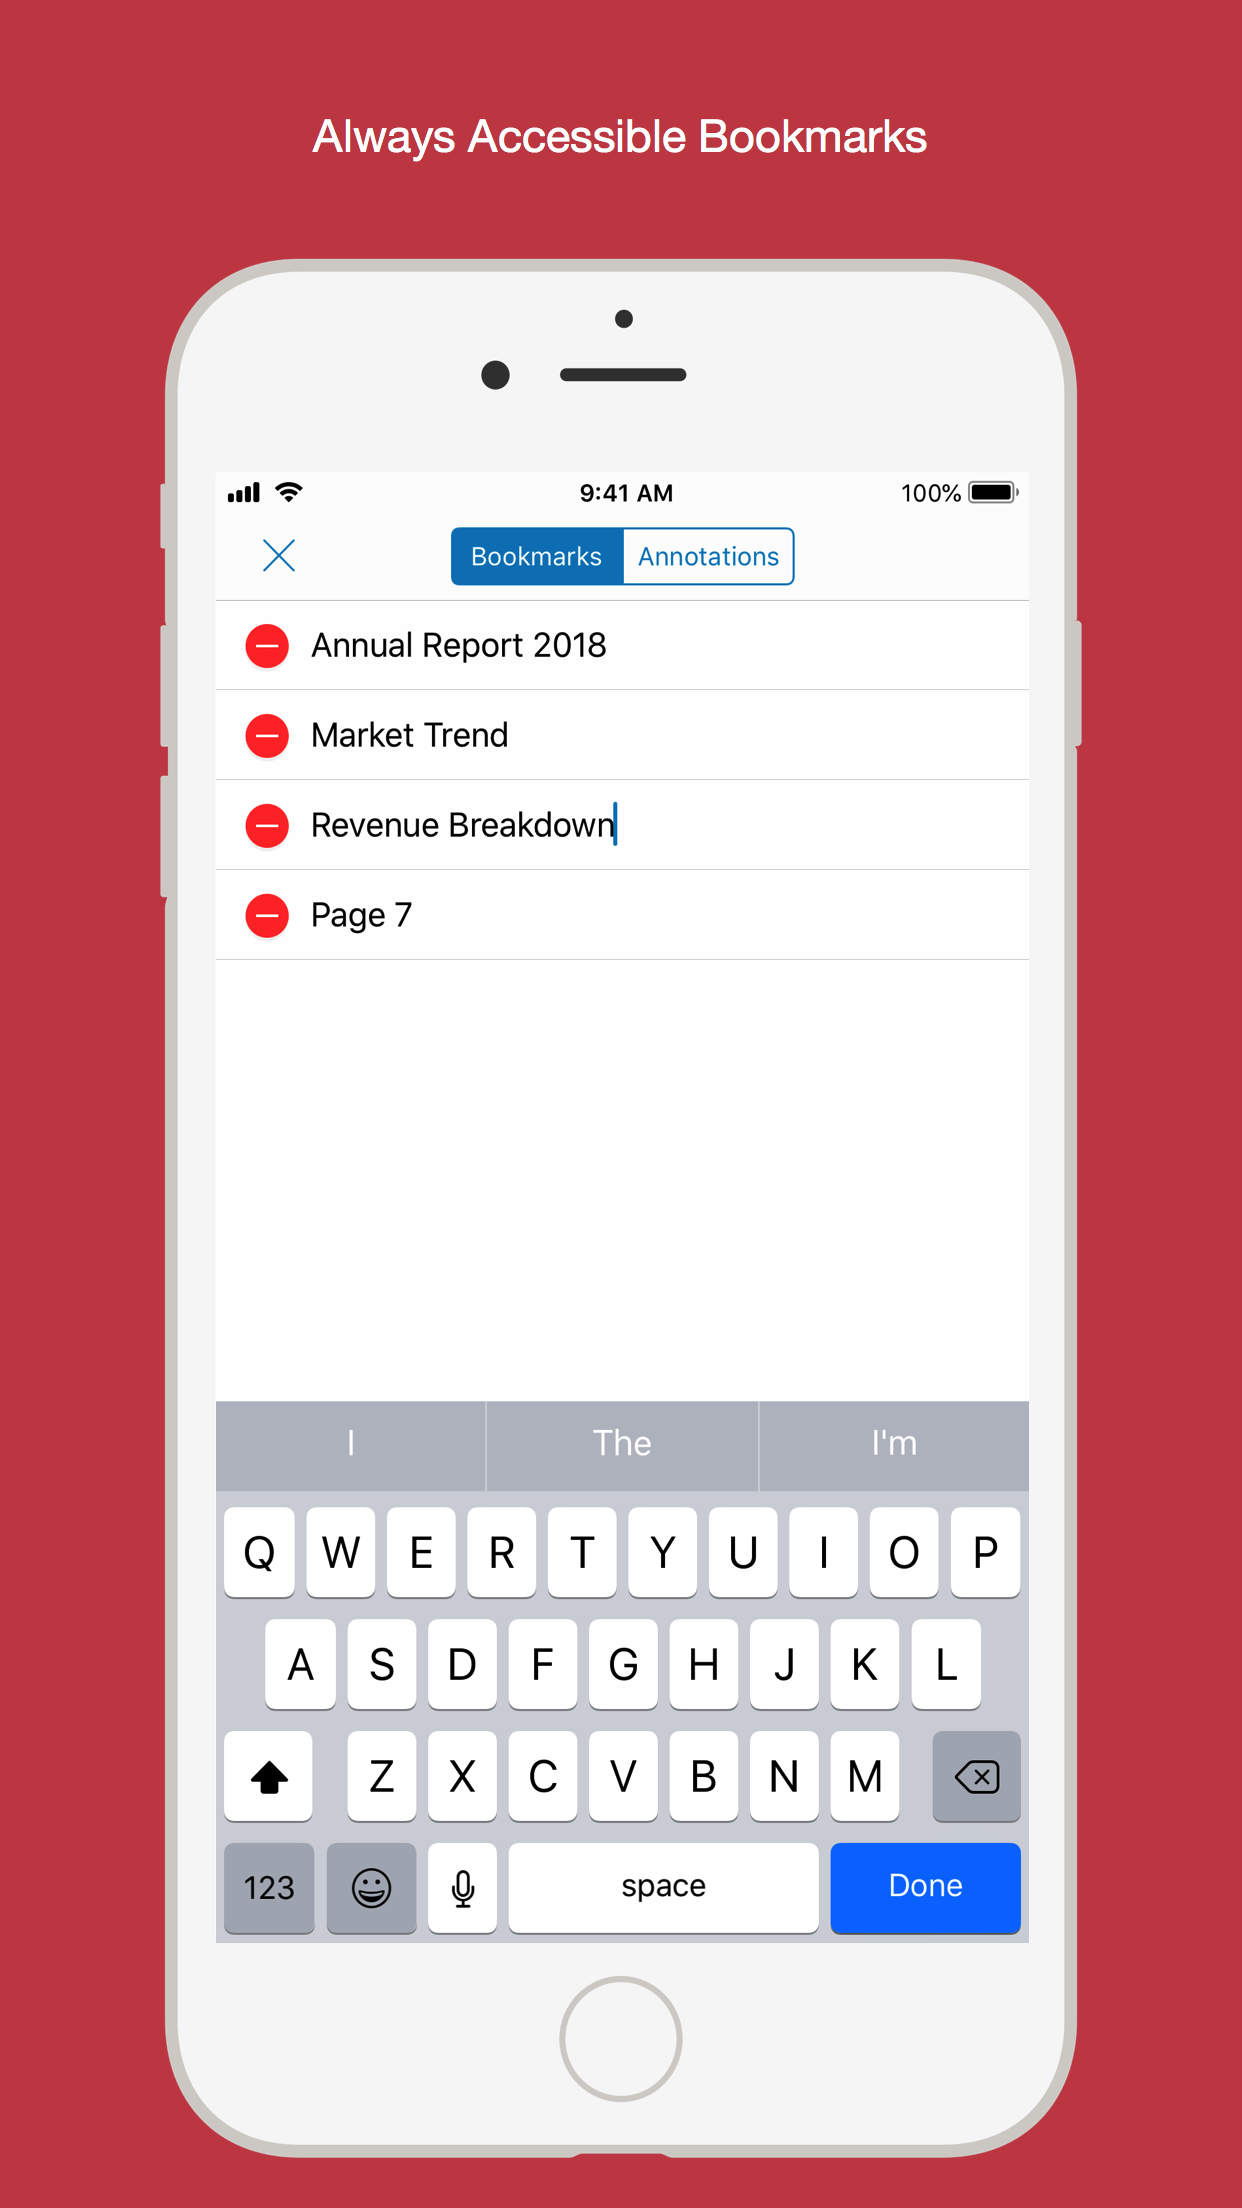 Always Accessible Bookmarks
9:41 AM
100%
Bookmarks Annotations
Annual Report 2018
Market Trend
Revenue Breakdown
Page 7
I The I'm
Q W E R T Y U I O P
A S D F G H J K L
Z X C V B N M
123 space Done